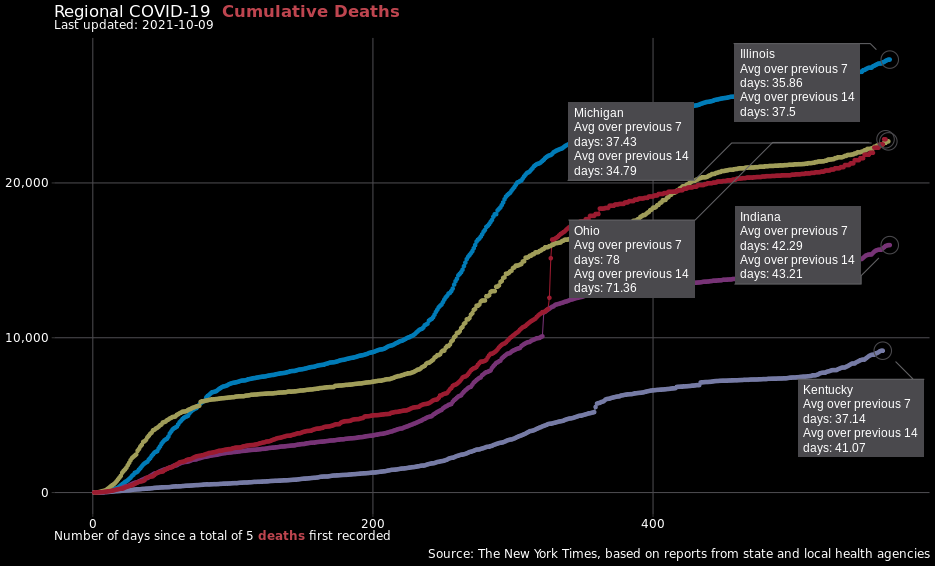 Regional COVID-19 Cumulative Deaths
Last updated: 2021-10-09
Illinois
Avg over previous 7
days: 35.86
Avg over previous 14
days: 37.5
Michigan
Avg over previous 7
days: 37.43
Avg over previous 14
days: 34.79
20,000
Indiana
Avg over previous 7
days: 42.29
Avg over previous 14
days: 43.21
Ohio
Avg over previous 7
days: 78
Avg over previous 14
days: 71.36
10,000
Kentucky
Avg over previous 7
days: 37.14
Avg over previous 14
days: 41.07
0
0 200 400
Number of days since a total of 5 deaths first recorded
Source: The New York Times, based on reports from state and local health agencies